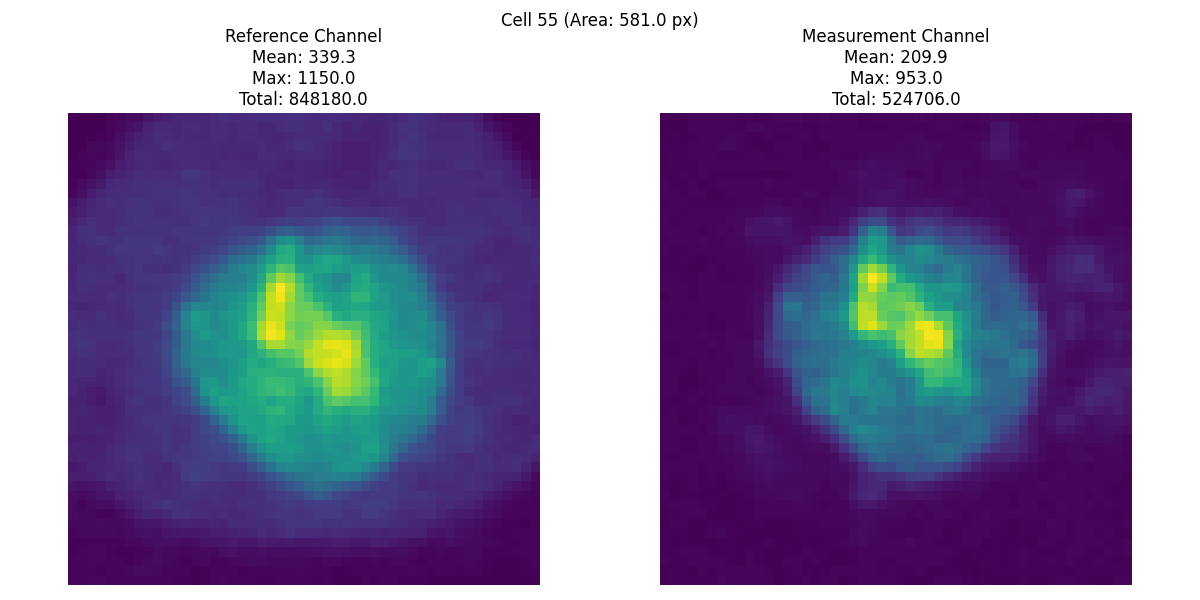 Cell 55 (Area: 581.0 px)
Reference Channel
Mean: 339.3
Max: 1150.0
Total: 848180.0
Measurement Channel
Mean: 209.9
Max: 953.0
Total: 524706.0